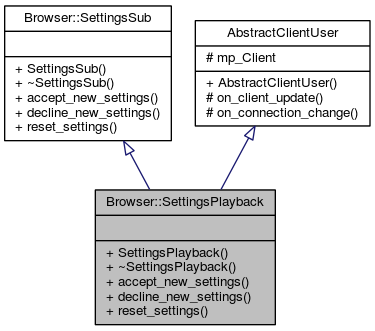 Browser::SettingsSub
+ SettingsSub()
+ ~SettingsSub()
+ accept_new_settings()
+ decline_new_settings()
+ reset_settings()
AbstractClientUser
# mp_Client
+ AbstractClientUser()
# on_client_update()
# on_connection_change()
Browser::SettingsPlayback
+ SettingsPlayback()
+ ~SettingsPlayback()
+ accept_new_settings()
+ decline_new_settings()
+ reset_settings()